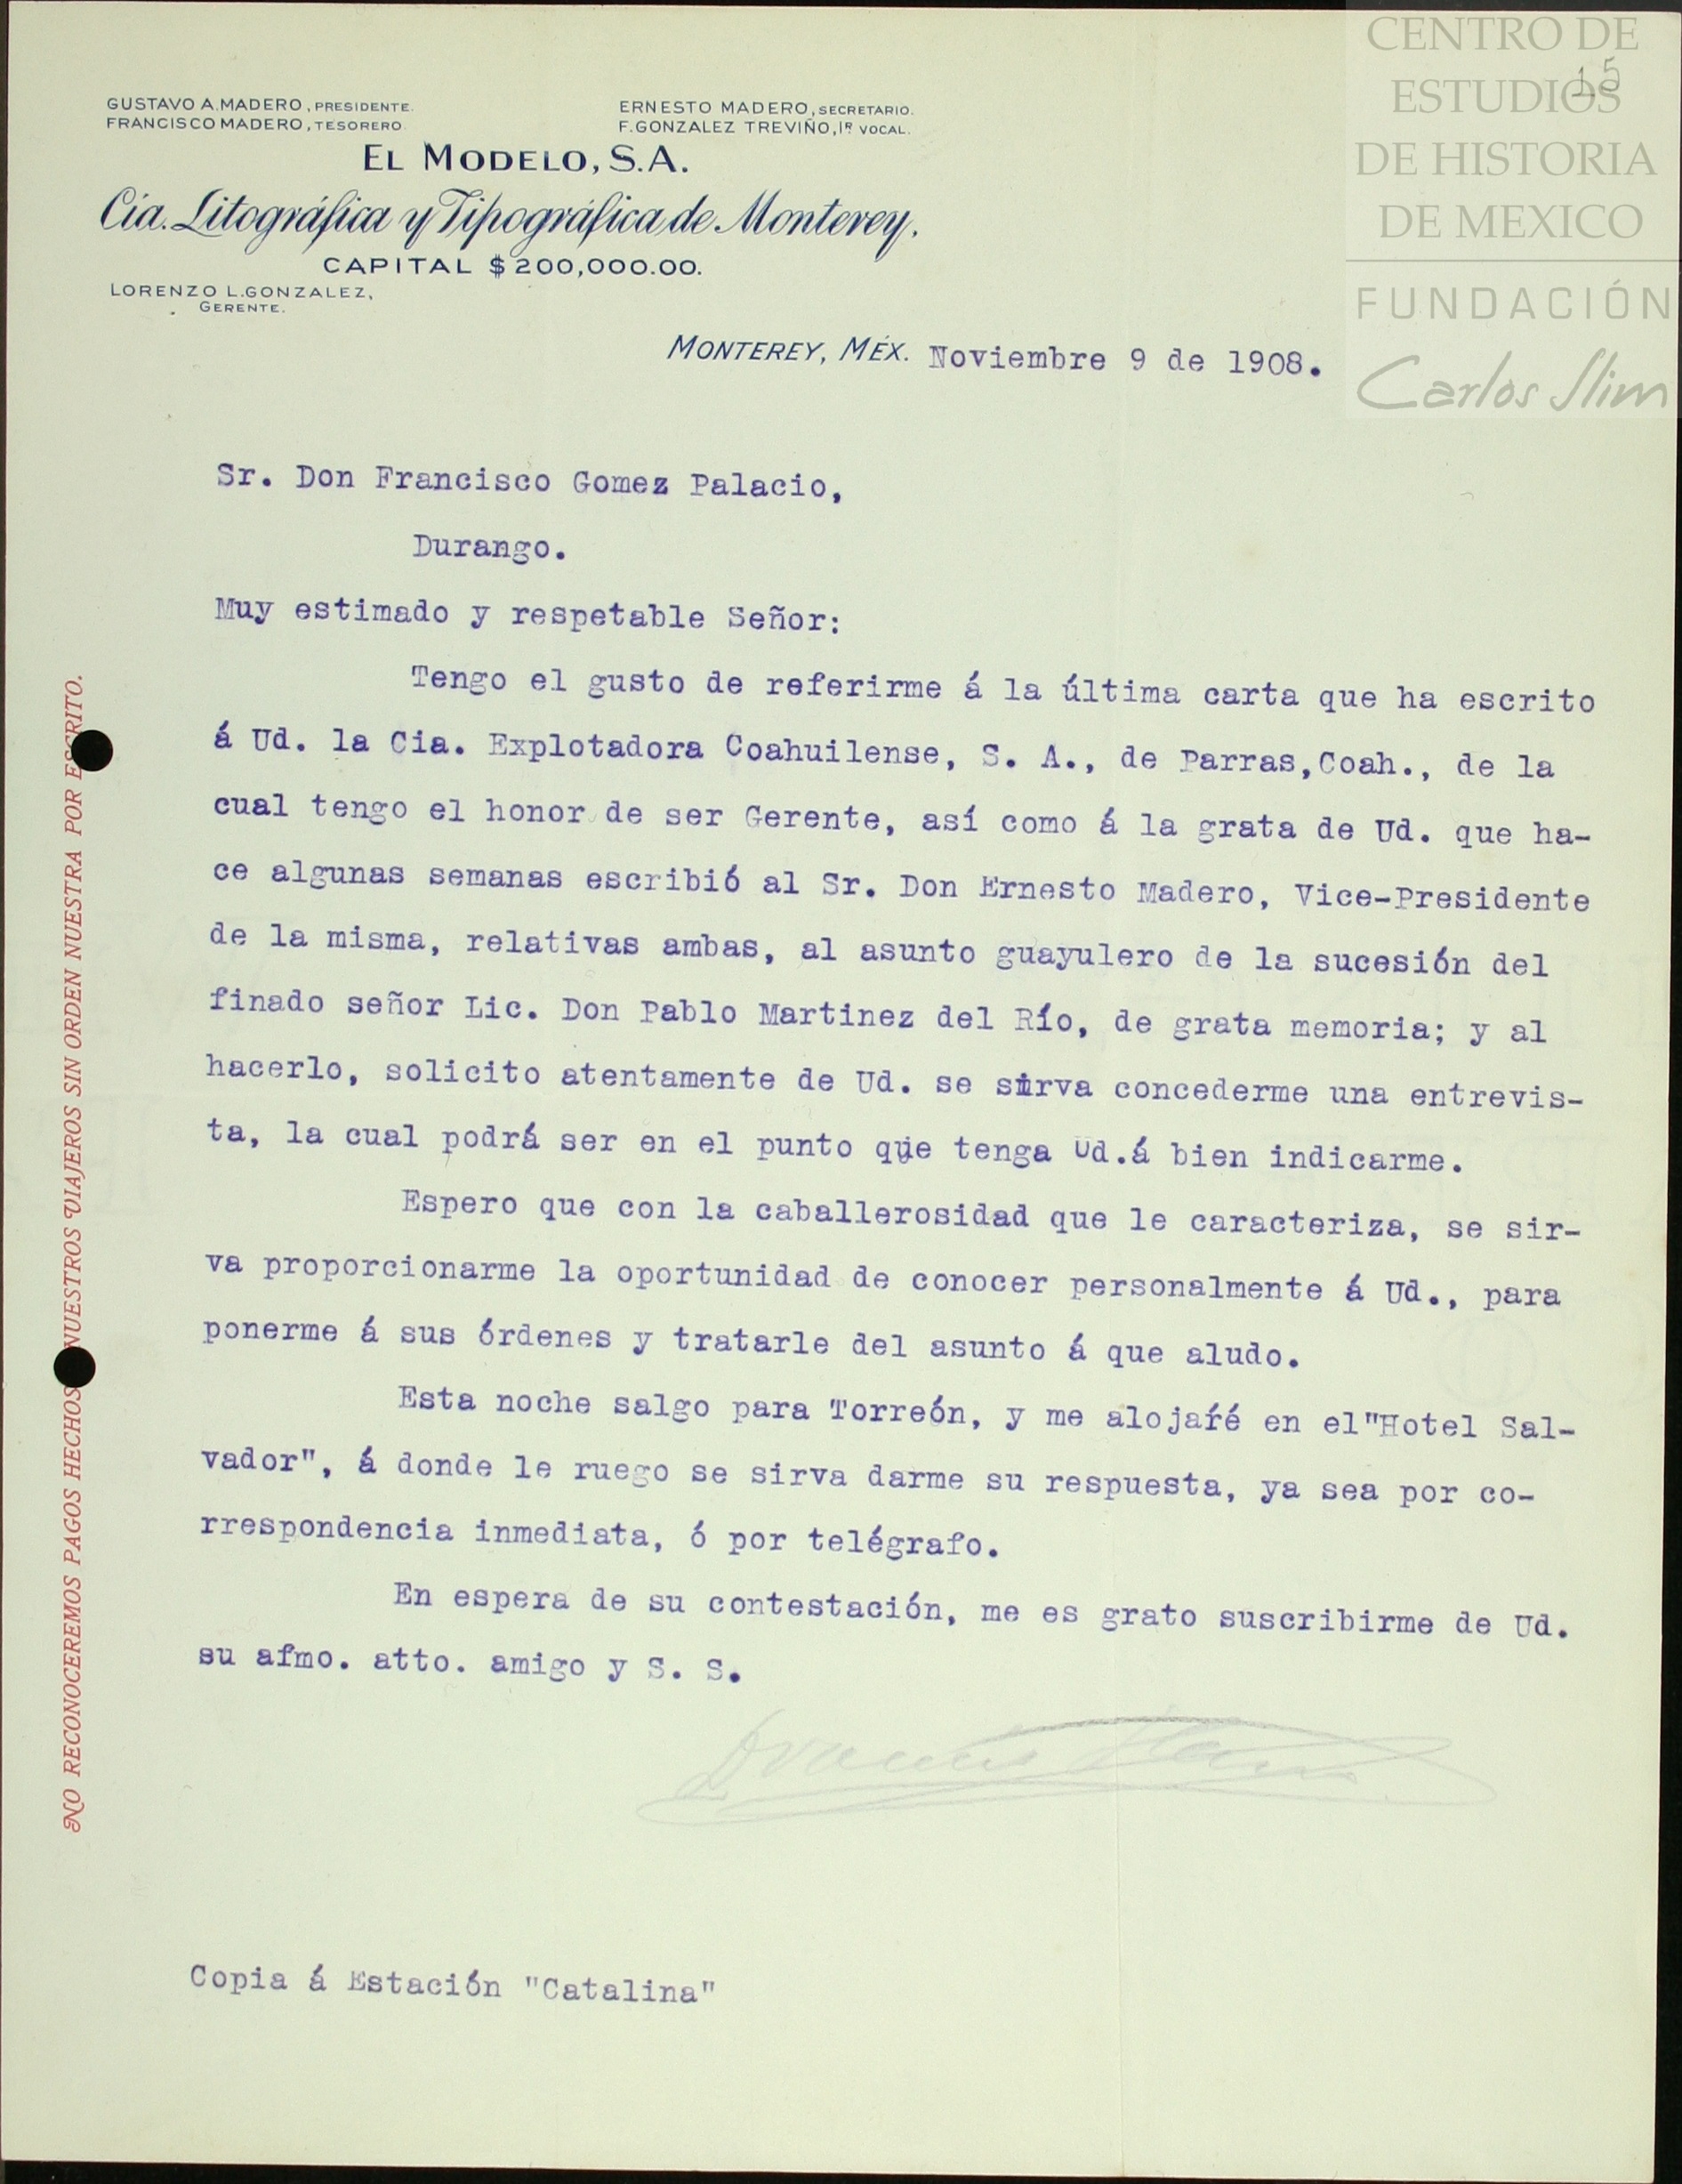 CENTRO DE
ESTUDIOS
DE HISTORIA
DE MEXICO
FUNDACIÓN
Carlos Slim
15
GUSTAVO A. MADERO, PRESIDENTE.
FRANCISCO MADERO, TESORERO.
ERNESTO MADERO, SECRETARIO.
F. GONZALEZ TREVIÑO, 1R VOCAL.
EL MODELO, S.A.
Cía. Litográfica y Tipográfica de Monterey.
CAPITAL $200,000.00.
LORENZO L. GONZALEZ,
GERENTE.
MONTEREY, MÉX. Noviembre 9 de 1908.
Sr. Don Francisco Gomez Palacio,
Durango.
Muy estimado y respetable Señor:
Tengo el gusto de referirme á la última carta que ha escrito
á Ud. la Cia. Explotadora Coahuilense, S. A., de Parras,Coah., de la
cual tengo el honor de ser Gerente, así como á la grata de Ud. que ha-
ce algunas semanas escribió al Sr. Don Ernesto Madero, Vice-Presidente
de la misma, relativas ambas, al asunto guayulero de la sucesión del
finado señor Lic. Don Pablo Martinez del Río, de grata memoria; y al
hacerlo, solicito atentamente de Ud. se sirva concederme una entrevis-
ta, la cual podrá ser en el punto que tenga Ud.á bien indicarme.
Espero que con la caballerosidad que le caracteriza, se sir-
va proporcionarme la oportunidad de conocer personalmente á Ud., para
ponerme á sus órdenes y tratarle del asunto á que aludo.
Esta noche salgo para Torreón, y me alojaŕé en el"Hotel Sal-
vador", á donde le ruego se sirva darme su respuesta, ya sea por co-
rrespondencia inmediata, ó por telégrafo.
En espera de su contestación, me es grato suscribirme de Ud.
su afmo. atto. amigo y S. S.
Copia á Estación "Catalina"
NO RECONOCEREMOS PAGOS HECHOS NUESTROS VIAJEROS SIN ORDEN NUESTRA POR ESCRITO.